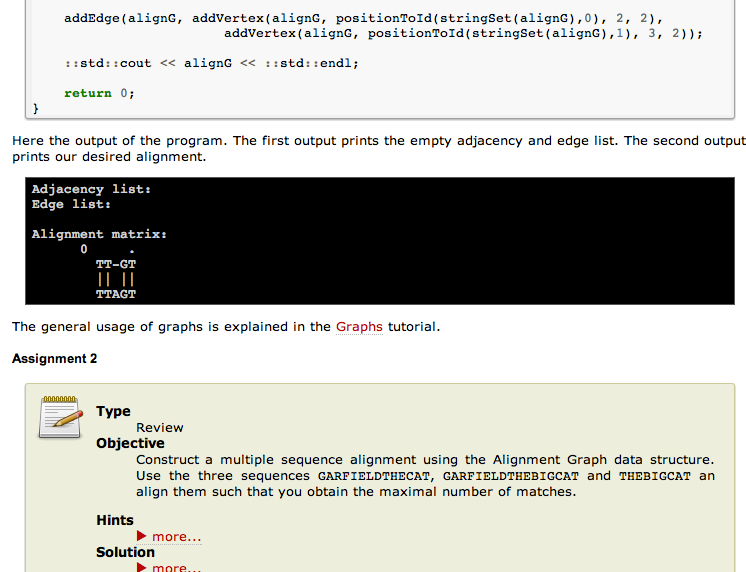 addEdge(alignG, addVertex(alignG, positionToId(stringSet(alignG),0), 2, 2),
addVertex(alignG, positionToId(stringSet(alignG),1), 3, 2));
::std::cout << alignG << ::std::endl;
return 0;
}
Here the output of the program. The first output prints the empty adjacency and edge list. The second output
prints our desired alignment.
Adjacency list:
Edge list:
Alignment matrix:
0     .
TT-GT
|| ||
TTAGT
The general usage of graphs is explained in the Graphs tutorial.
Assignment 2
Type
Review
Objective
Construct a multiple sequence alignment using the Alignment Graph data structure.
Use the three sequences GARFIELDTHECAT, GARFIELDTHEBIGCAT and THEBIGCAT an
align them such that you obtain the maximal number of matches.
Hints
more...
Solution
more...